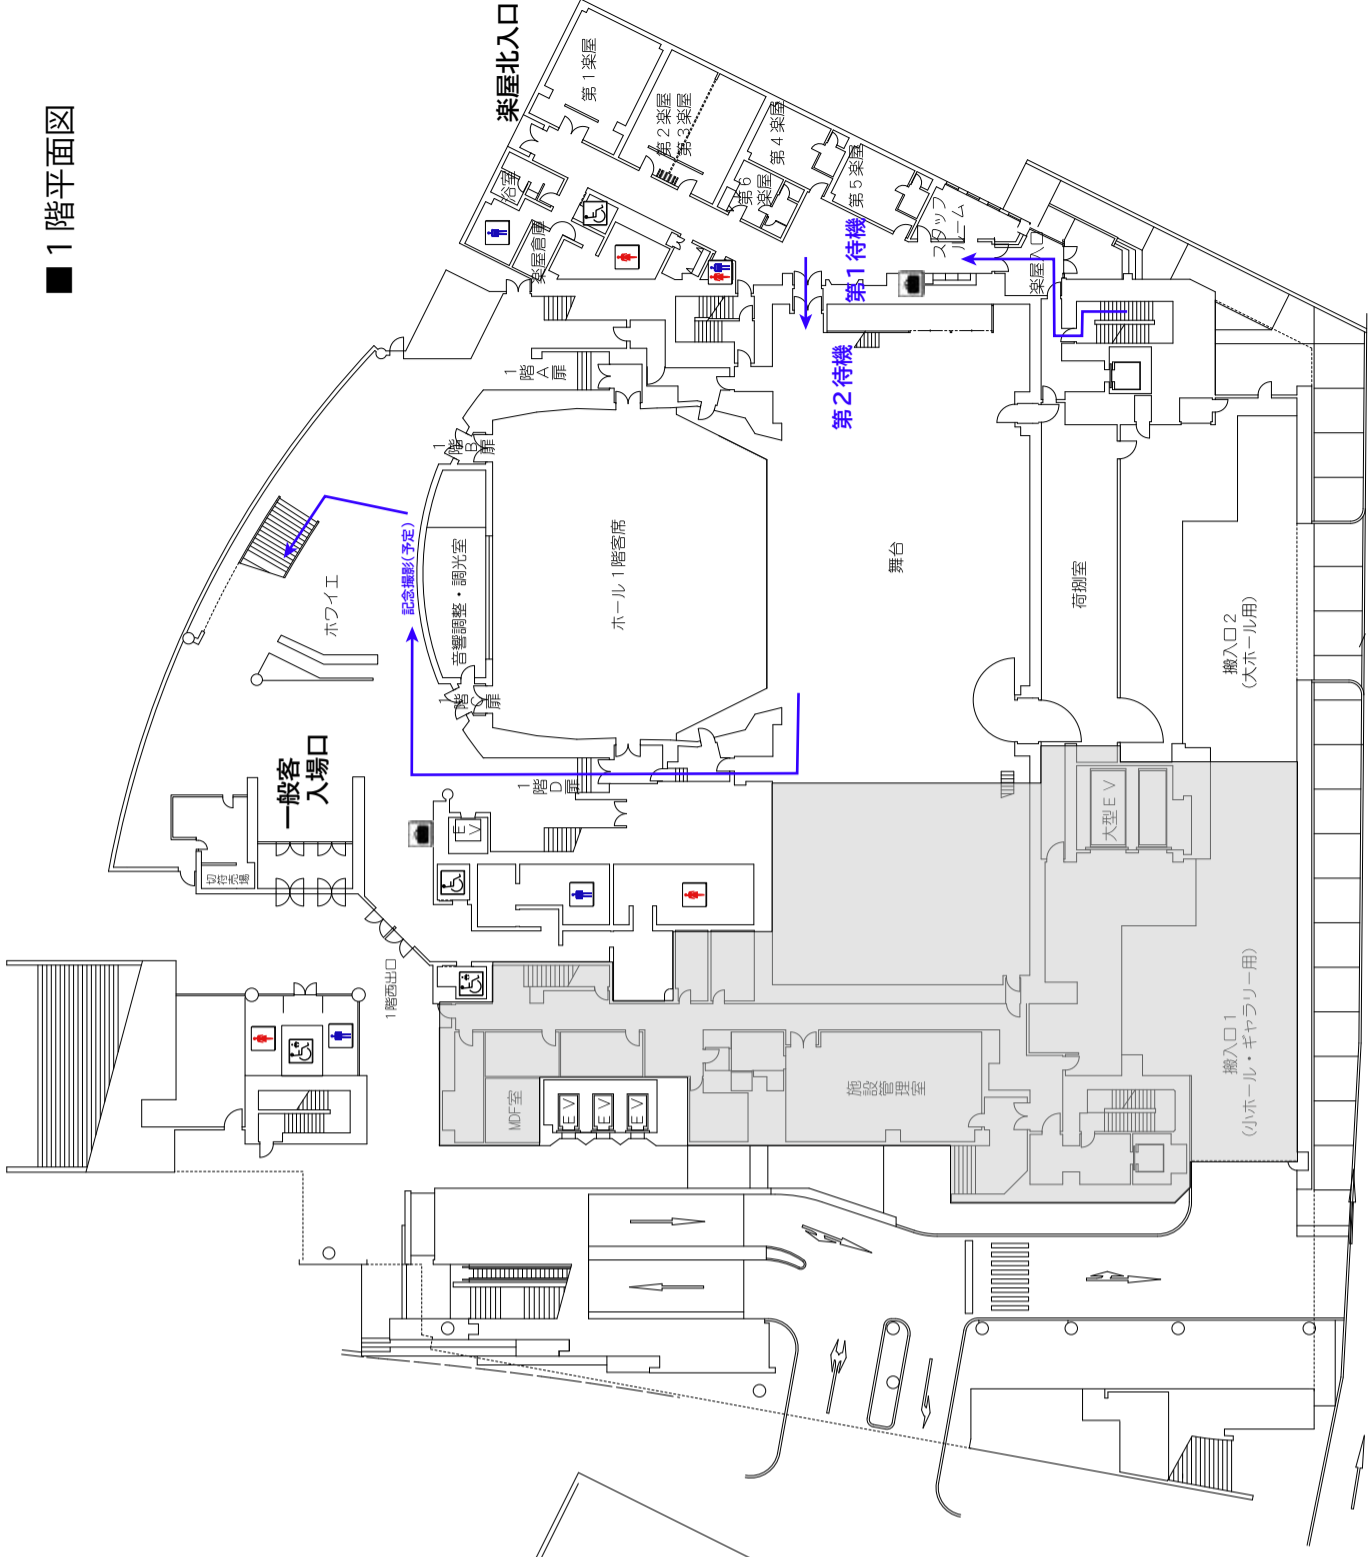 ■１階平面図
楽屋北入口
第１楽屋
第２楽屋
第３楽屋
第４楽屋
第５楽屋
第６
楽屋
浴室
楽屋倉庫
スタッフ
ルーム
楽屋入口
第１待機
第２待機
１
階
Ａ
扉
１
階
Ｂ
扉
記念撮影(予定)
音響調整・調光室
ホール１階客席
舞台
荷捌室
搬入口２
(大ホール用)
ホワイエ
１
階
Ｃ
扉
１
階
Ｄ
扉
一般客
入場口
切符売場
ＥＶ
大型ＥＶ
１階西出口
MDF室
ＥＶ
ＥＶ
ＥＶ
施設管理室
搬入口１
(小ホール・ギャラリー用)